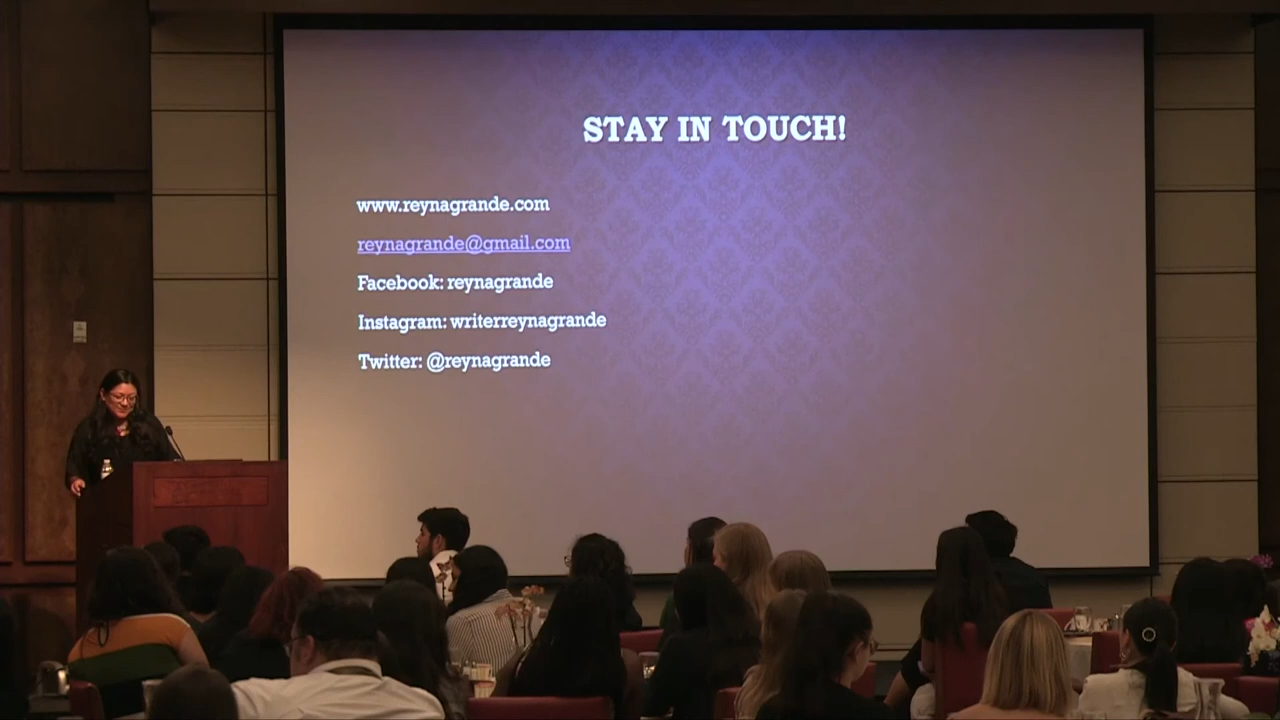 STAY IN TOUCH!
www.reynagrande.com
reynagrande@gmail.com
Facebook: reynagrande
Instagram: writerreynagrande
Twitter: @reynagrande